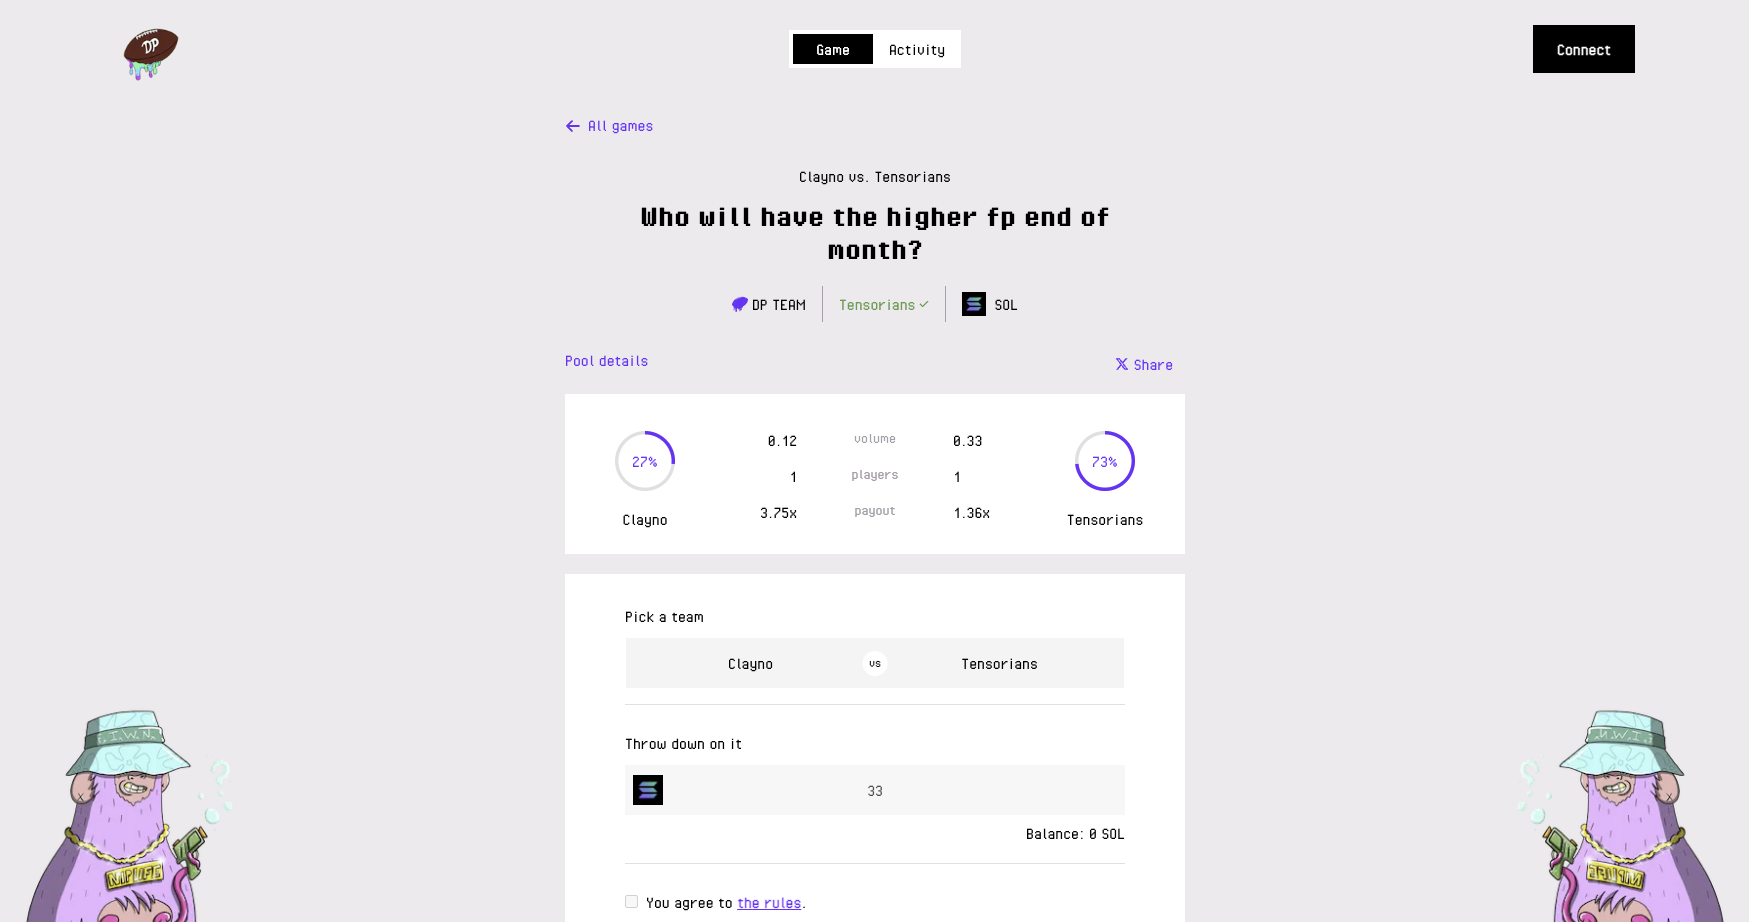 DP
Game
Activity
Connect
← All games
Clayno vs. Tensorians
Who will have the higher fp end of
month?
DP TEAM
Tensorians ✓
SOL
Pool details
Share
27%
0.12
volume
0.33
73%
1
players
1
3.75x
payout
1.36x
Clayno
Tensorians
Pick a team
Clayno
vs
Tensorians
Throw down on it
33
Balance: 0 SOL
You agree to the rules.